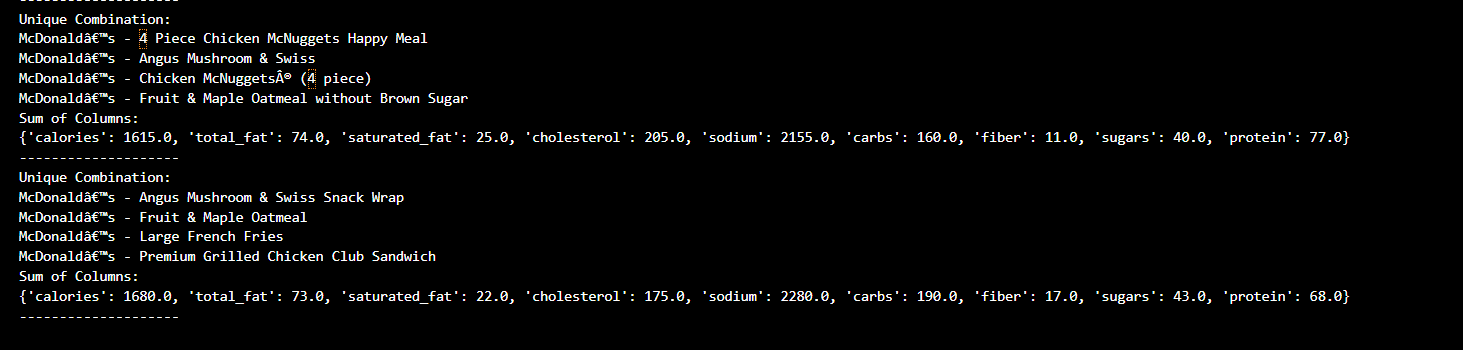 --------------------
Unique Combination:
McDonaldâ€™s - 4 Piece Chicken McNuggets Happy Meal
McDonaldâ€™s - Angus Mushroom & Swiss
McDonaldâ€™s - Chicken McNuggetsÂ® (4 piece)
McDonaldâ€™s - Fruit & Maple Oatmeal without Brown Sugar
Sum of Columns:
{'calories': 1615.0, 'total_fat': 74.0, 'saturated_fat': 25.0, 'cholesterol': 205.0, 'sodium': 2155.0, 'carbs': 160.0, 'fiber': 11.0, 'sugars': 40.0, 'protein': 77.0}
--------------------
Unique Combination:
McDonaldâ€™s - Angus Mushroom & Swiss Snack Wrap
McDonaldâ€™s - Fruit & Maple Oatmeal
McDonaldâ€™s - Large French Fries
McDonaldâ€™s - Premium Grilled Chicken Club Sandwich
Sum of Columns:
{'calories': 1680.0, 'total_fat': 73.0, 'saturated_fat': 22.0, 'cholesterol': 175.0, 'sodium': 2280.0, 'carbs': 190.0, 'fiber': 17.0, 'sugars': 43.0, 'protein': 68.0}
--------------------